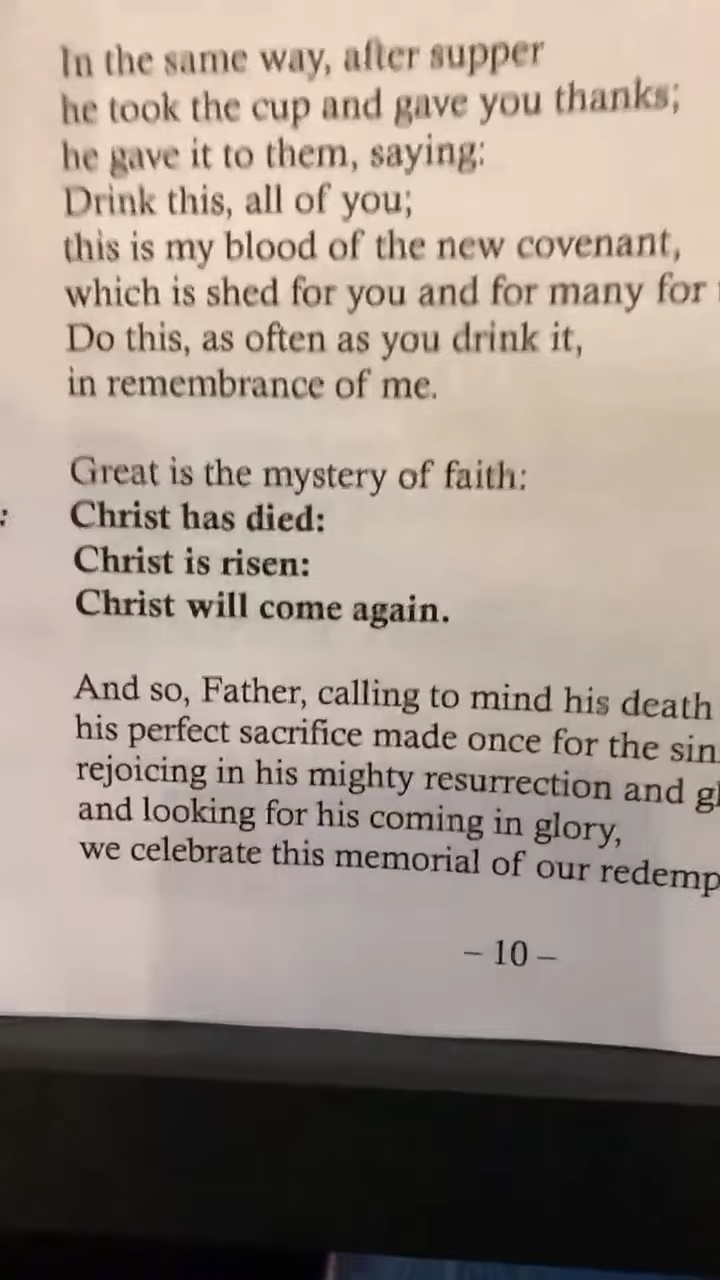 In the same way, after supper
he took the cup and gave you thanks;
he gave it to them, saying:
Drink this, all of you;
this is my blood of the new covenant,
which is shed for you and for many for
Do this, as often as you drink it,
in remembrance of me.
Great is the mystery of faith:
: Christ has died:
Christ is risen:
Christ will come again.
And so, Father, calling to mind his death
his perfect sacrifice made once for the sin
rejoicing in his mighty resurrection and gl
and looking for his coming in glory,
we celebrate this memorial of our redemp
– 10 –